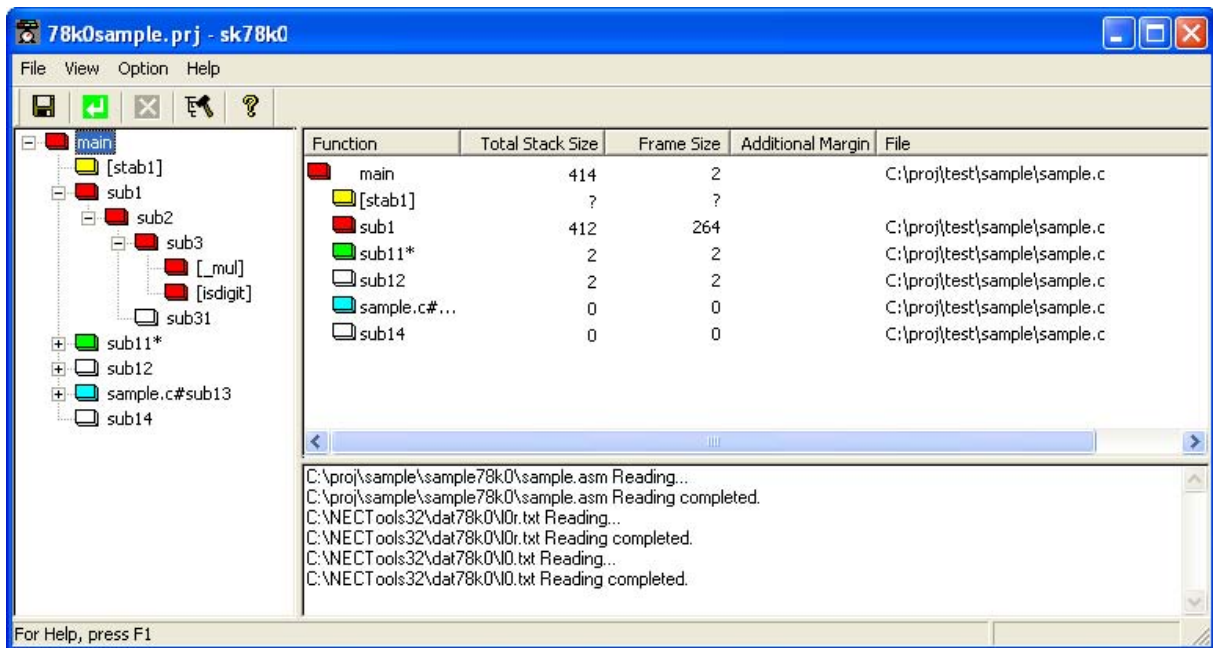 78k0sample.prj - sk78k0
File View Option Help
main
[stab1]
sub1
sub2
sub3
[_mul]
[isdigit]
sub31
sub11*
sub12
sample.c#sub13
sub14
Function Total Stack Size Frame Size Additional Margin File
main 414 2 C:\proj\test\sample\sample.c
[stab1] ? ?
sub1 412 264 C:\proj\test\sample\sample.c
sub11* 2 2 C:\proj\test\sample\sample.c
sub12 2 2 C:\proj\test\sample\sample.c
sample.c#... 0 0 C:\proj\test\sample\sample.c
sub14 0 0 C:\proj\test\sample\sample.c
C:\proj\sample\sample78k0\sample.asm Reading...
C:\proj\sample\sample78k0\sample.asm Reading completed.
C:\NECTools32\dat78k0\l0r.txt Reading...
C:\NECTools32\dat78k0\l0r.txt Reading completed.
C:\NECTools32\dat78k0\l0.txt Reading...
C:\NECTools32\dat78k0\l0.txt Reading completed.
For Help, press F1